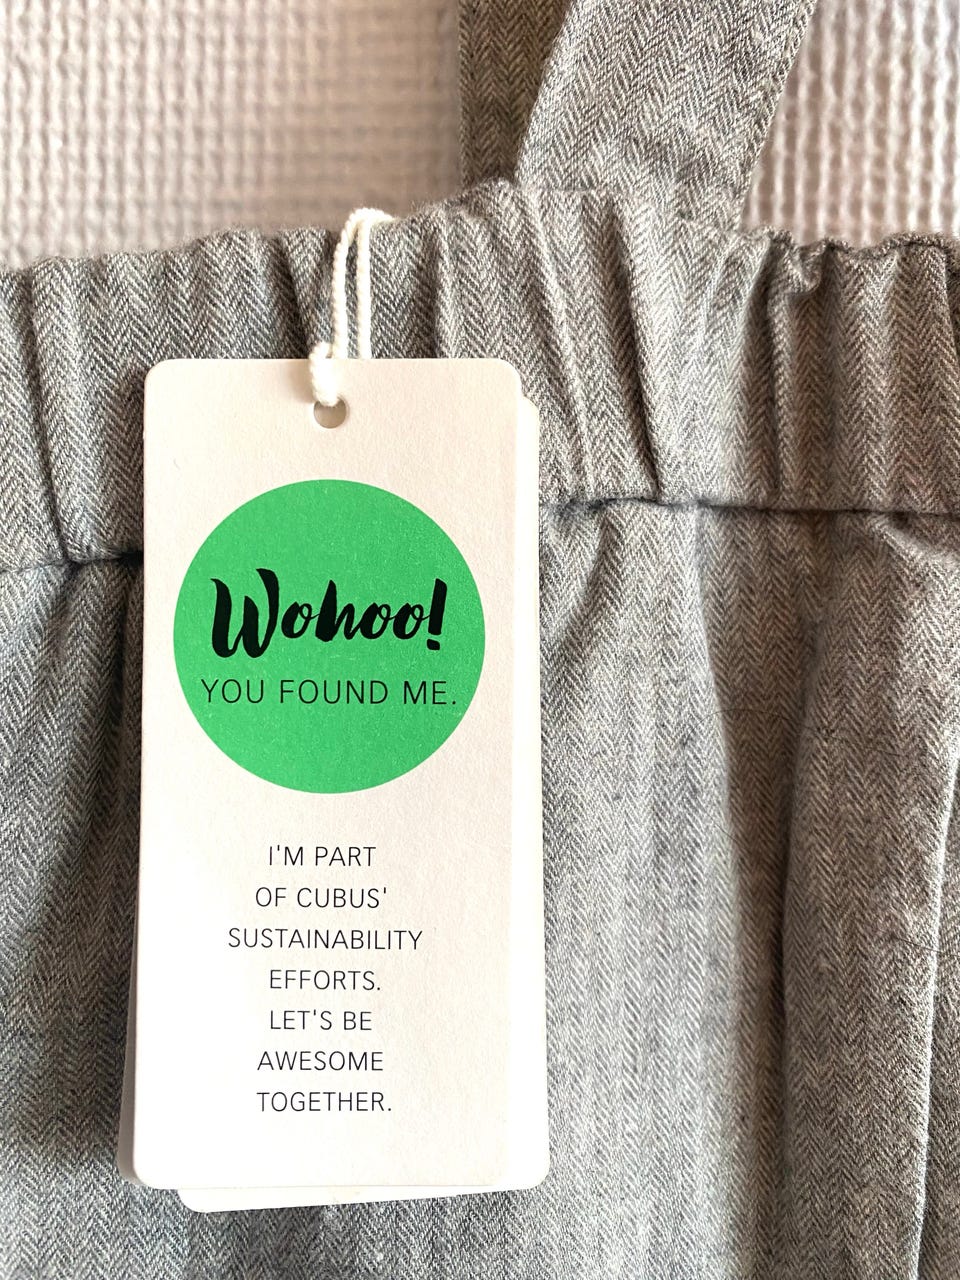 Wohoo!
YOU FOUND ME.
I'M PART
OF CUBUS'
SUSTAINABILITY
EFFORTS.
LET'S BE
AWESOME
TOGETHER.